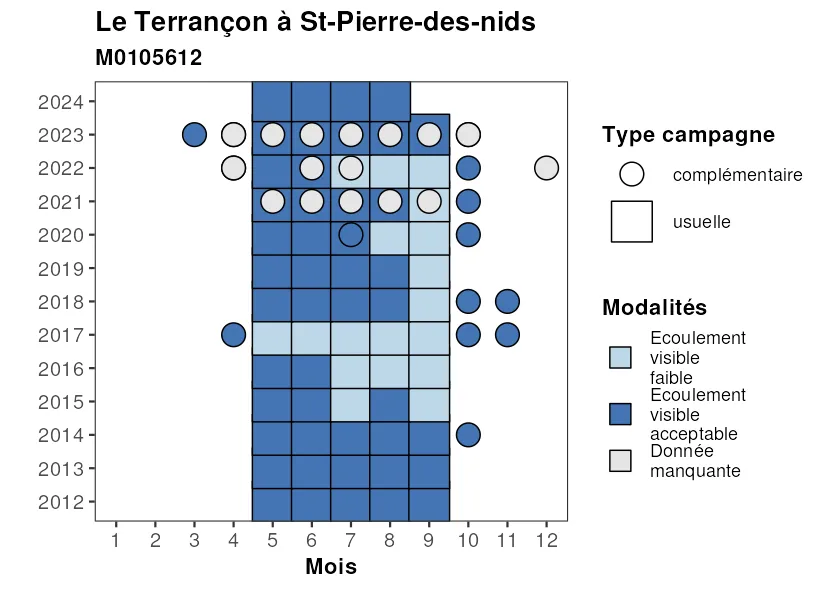 Le Terrançon à St-Pierre-des-nids
M0105612
2024
2023
2022
2021
2020
2019
2018
2017
2016
2015
2014
2013
2012
1 2 3 4 5 6 7 8 9 10 11 12
Mois
Type campagne
complémentaire
usuelle
Modalités
Ecoulement
visible
faible
Ecoulement
visible
acceptable
Donnée
manquante